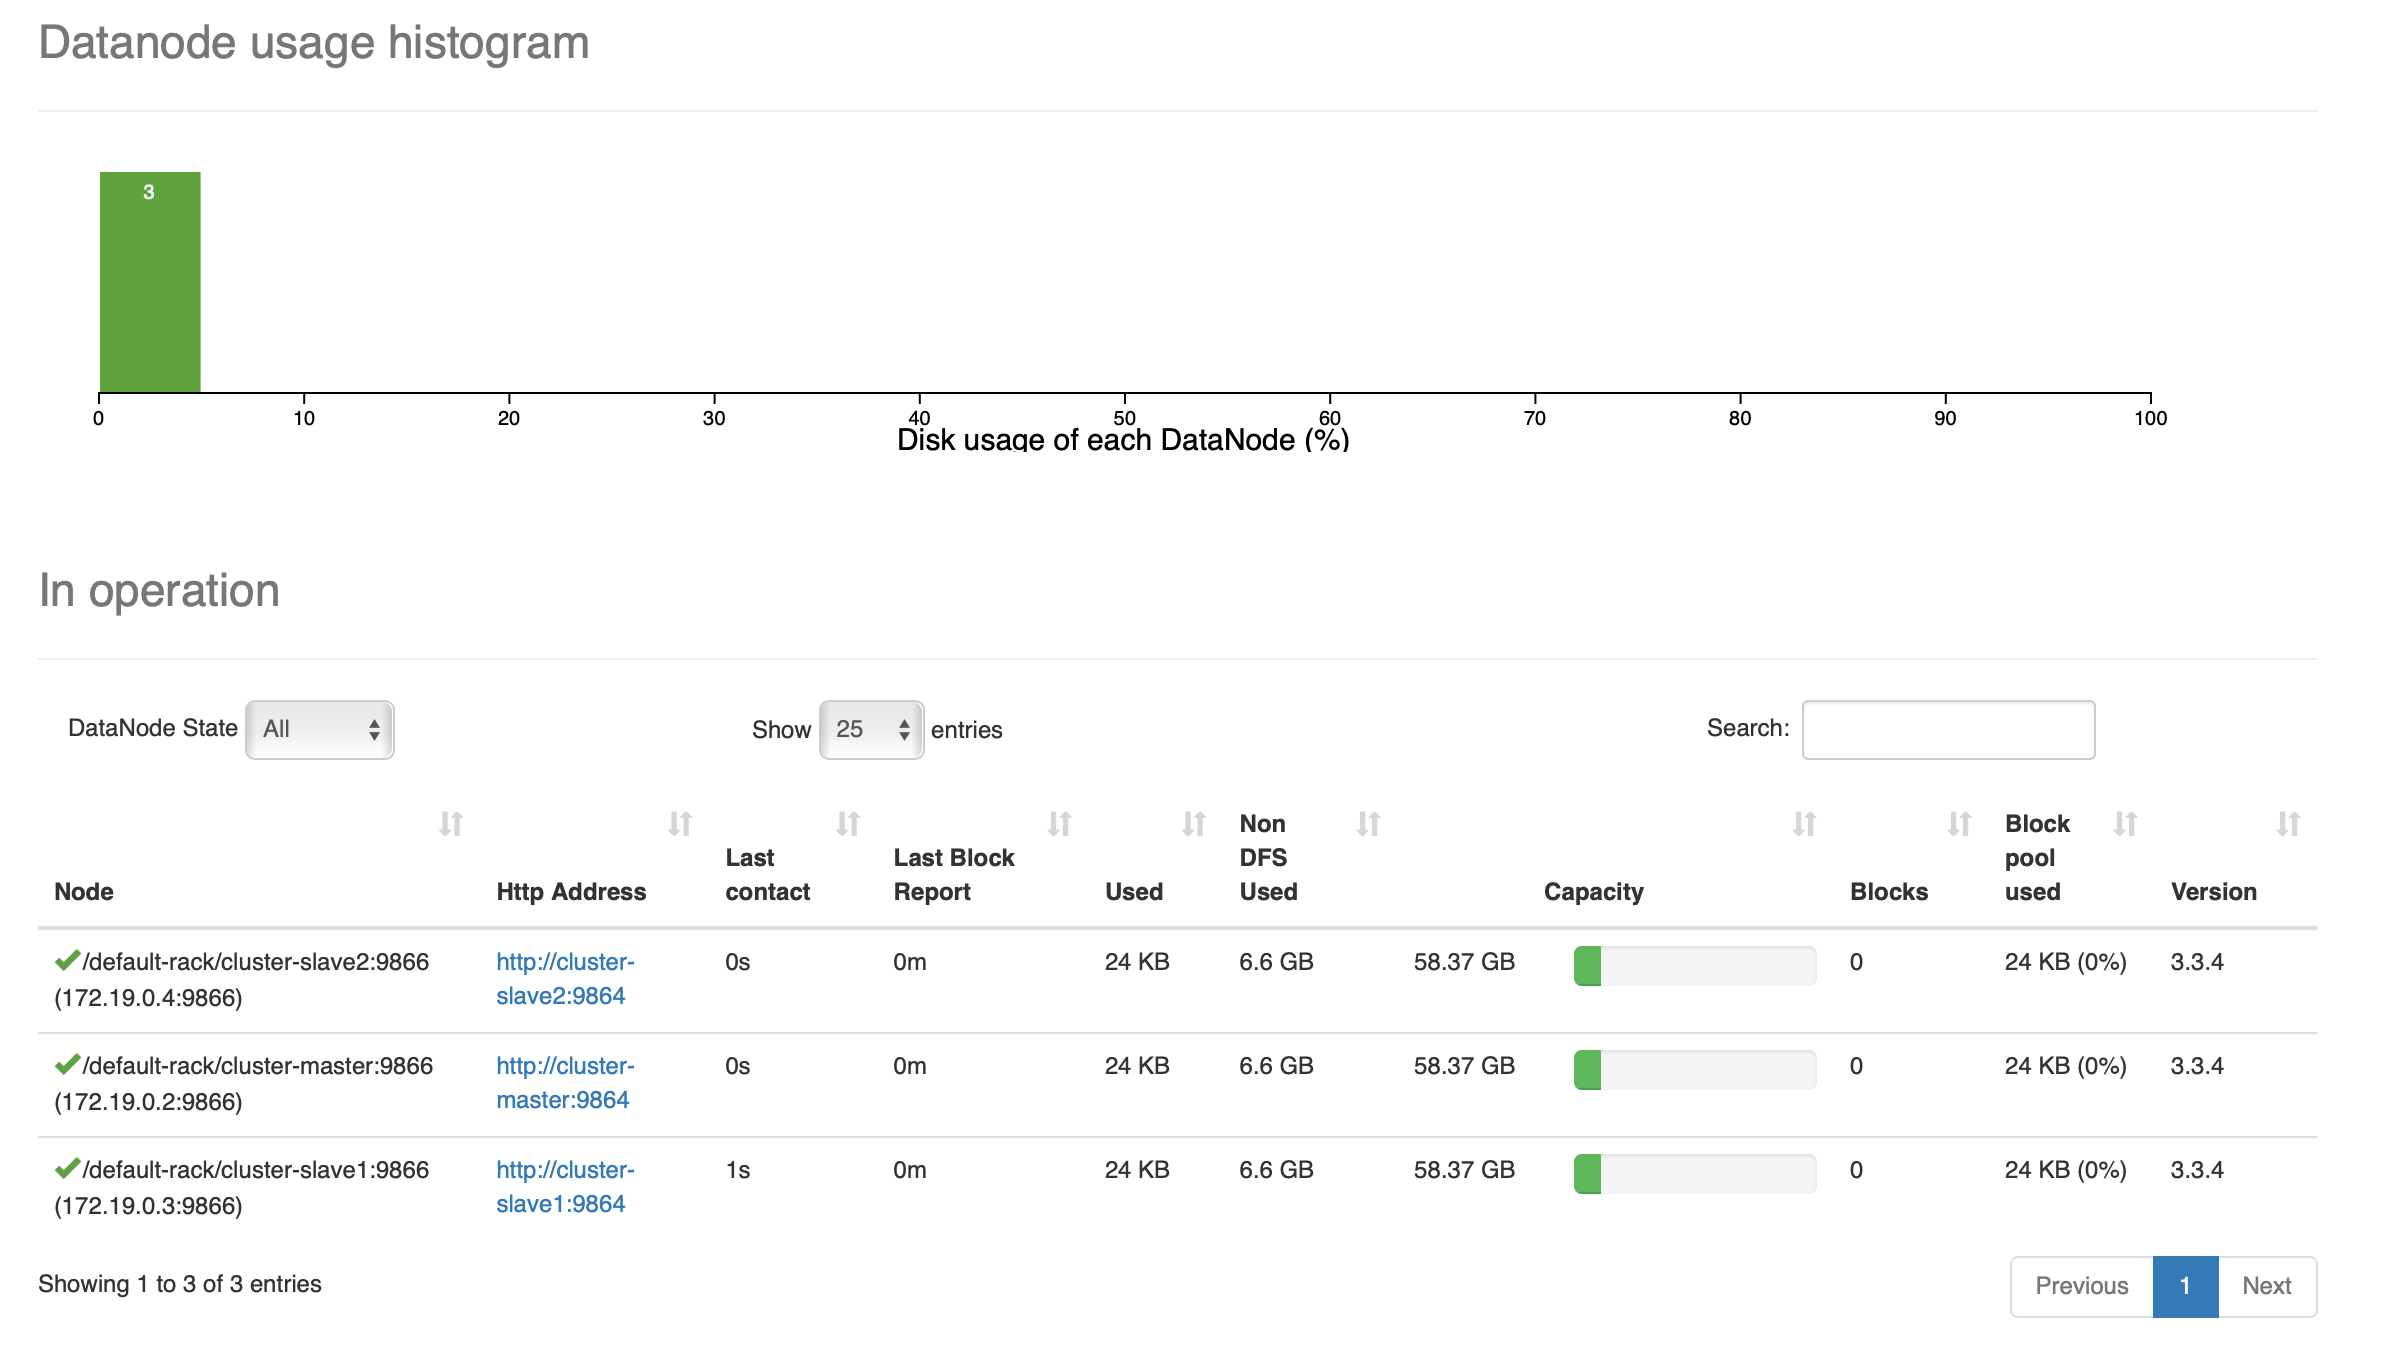 Datanode usage histogram
3
0 10 20 30 40 50 60 70 80 90 100
Disk usage of each DataNode (%)
In operation
DataNode State All Show 25 entries Search:
Node Http Address Last contact Last Block Report Used Non DFS Used Capacity Blocks Block pool used Version
/default-rack/cluster-slave2:9866 http://cluster- 0s 0m 24 KB 6.6 GB 58.37 GB 0 24 KB (0%) 3.3.4
(172.19.0.4:9866) slave2:9864
/default-rack/cluster-master:9866 http://cluster- 0s 0m 24 KB 6.6 GB 58.37 GB 0 24 KB (0%) 3.3.4
(172.19.0.2:9866) master:9864
/default-rack/cluster-slave1:9866 http://cluster- 1s 0m 24 KB 6.6 GB 58.37 GB 0 24 KB (0%) 3.3.4
(172.19.0.3:9866) slave1:9864
Showing 1 to 3 of 3 entries Previous 1 Next